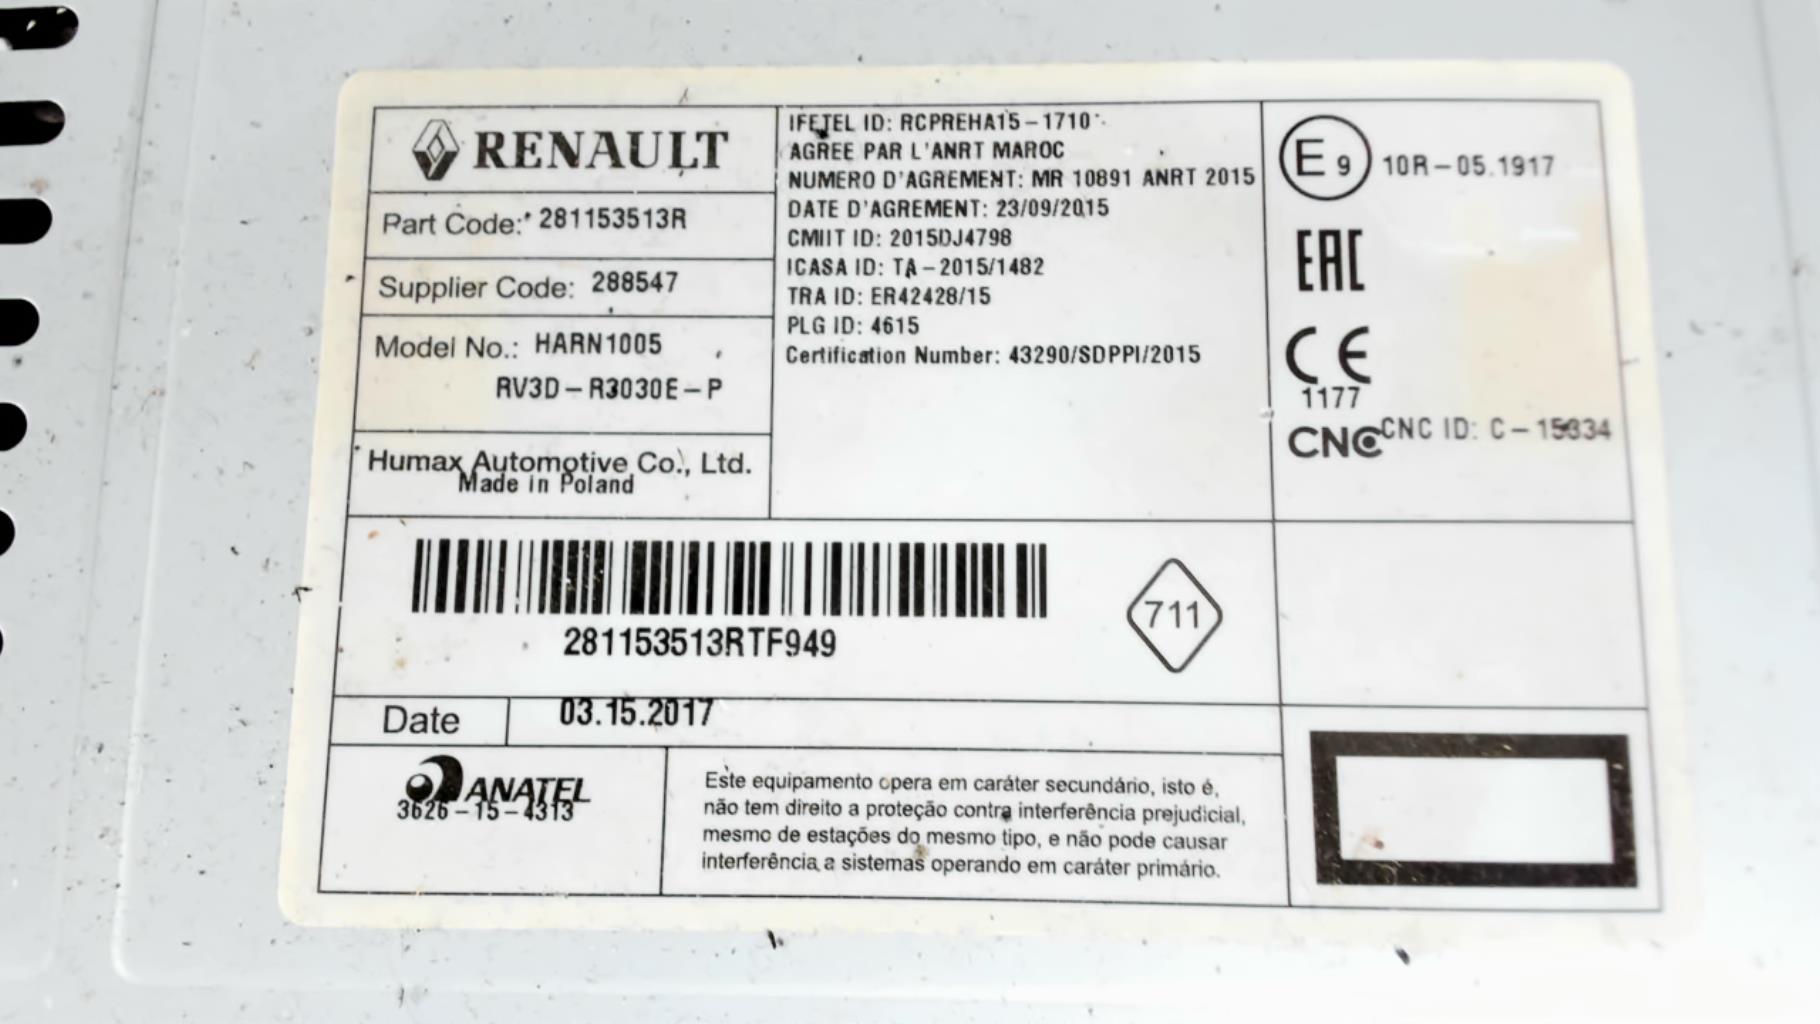 RENAULT
Part Code: 281153513R
Supplier Code: 288547
Model No.: HARN1005
RV3D-R3030E-P
Humax Automotive Co., Ltd.
Made in Poland
IFETEL ID: RCPREHA15-1710
AGREE PAR L'ANRT MAROC
NUMERO D'AGREMENT: MR 10891 ANRT 2015
DATE D'AGREMENT: 23/09/2015
CMIIT ID: 2015DJ4798
ICASA ID: TA-2015/1482
TRA ID: ER42428/15
PLG ID: 4615
Certification Number: 43290/SDPPI/2015
E9 10R-05.1917
EAC
CE
1177
CNC CNC ID: C-15334
281153513RTF949
711
Date 03.15.2017
ANATEL
3626-15-4313
Este equipamento opera em caráter secundário, isto é,
não tem direito a proteção contra interferência prejudicial,
mesmo de estações do mesmo tipo, e não pode causar
interferência a sistemas operando em caráter primário.